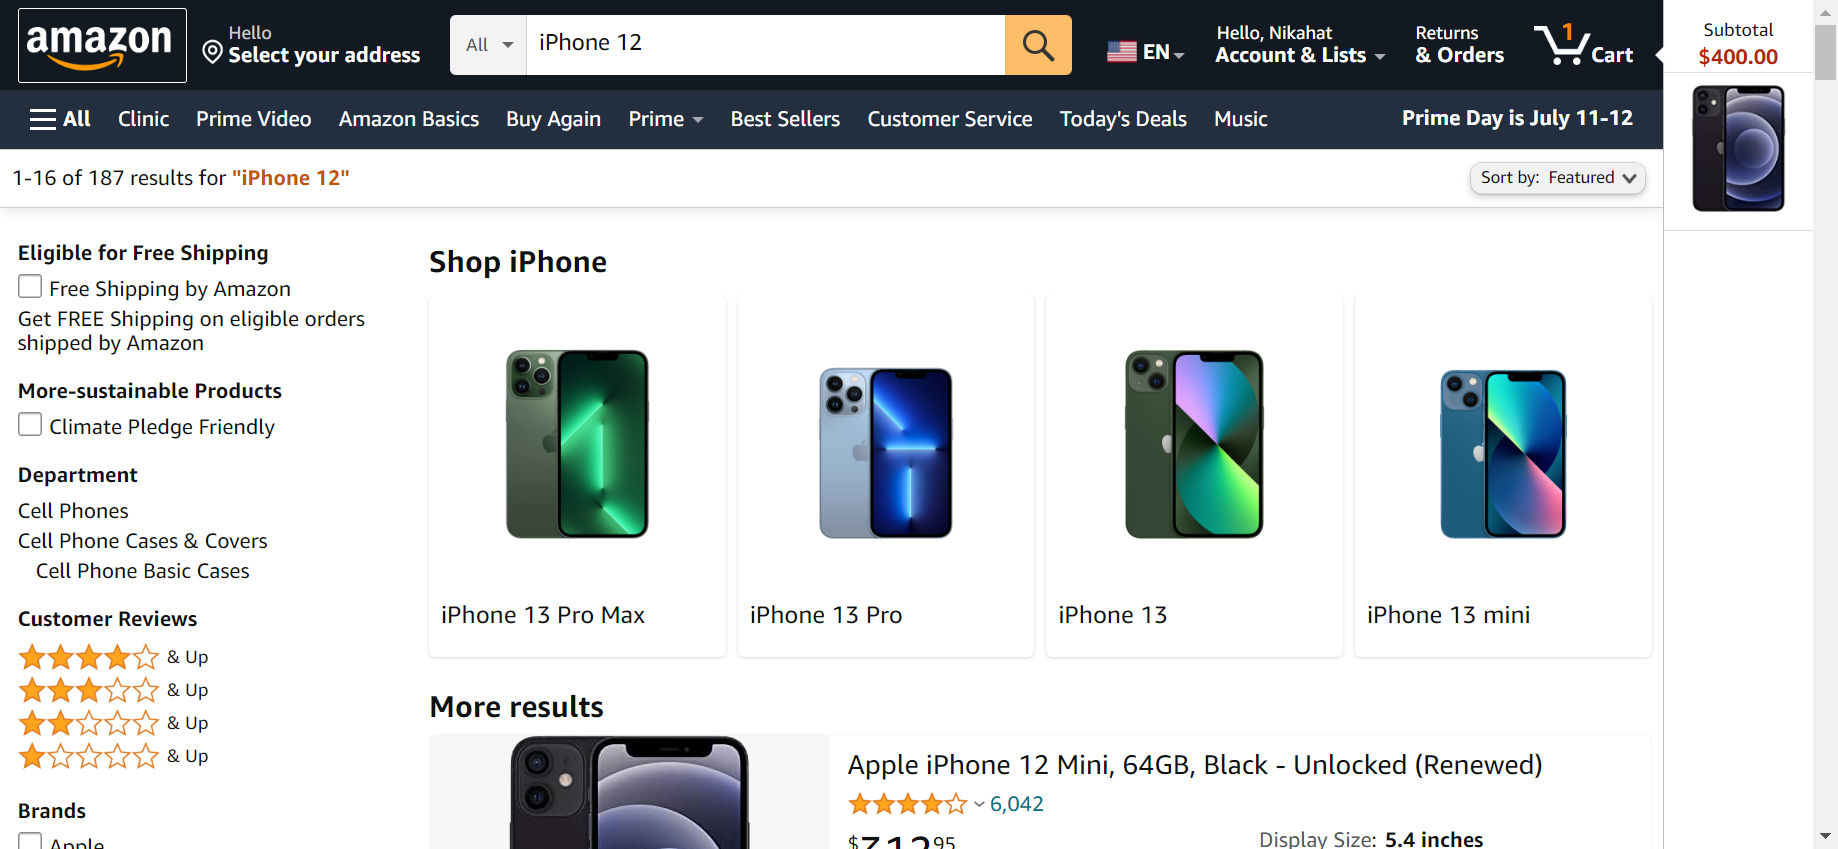 amazon
Hello
Select your address
All
iPhone 12
EN
Hello, Nikahat
Account & Lists
Returns
& Orders
1
Cart
Subtotal
$400.00
All
Clinic
Prime Video
Amazon Basics
Buy Again
Prime
Best Sellers
Customer Service
Today's Deals
Music
Prime Day is July 11-12
1-16 of 187 results for "iPhone 12"
Sort by: Featured
Eligible for Free Shipping
Free Shipping by Amazon
Get FREE Shipping on eligible orders
shipped by Amazon
More-sustainable Products
Climate Pledge Friendly
Department
Cell Phones
Cell Phone Cases & Covers
Cell Phone Basic Cases
Customer Reviews
& Up
& Up
& Up
& Up
Brands
Apple
Shop iPhone
iPhone 13 Pro Max
iPhone 13 Pro
iPhone 13
iPhone 13 mini
More results
Apple iPhone 12 Mini, 64GB, Black - Unlocked (Renewed)
6,042
Display Size: 5.4 inches